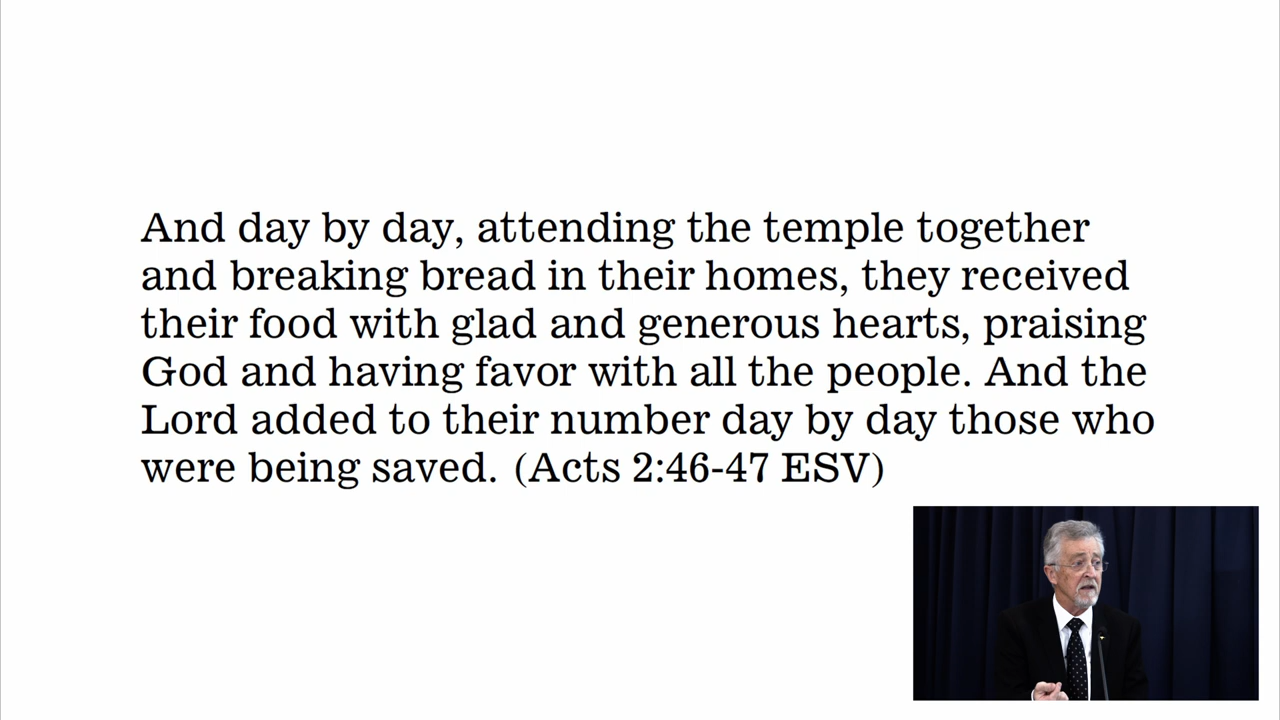 And day by day, attending the temple together
and breaking bread in their homes, they received
their food with glad and generous hearts, praising
God and having favor with all the people. And the
Lord added to their number day by day those who
were being saved. (Acts 2:46-47 ESV)